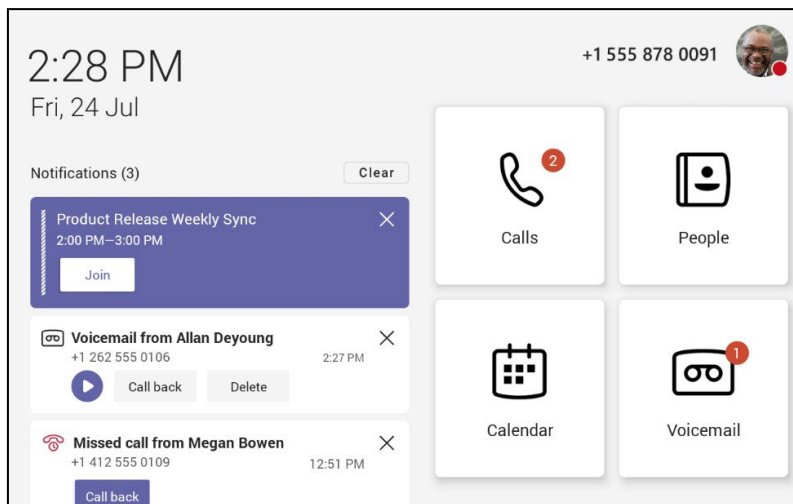 2:28 PM
Fri, 24 Jul
+1 555 878 0091
Notifications (3)
Clear
Product Release Weekly Sync
2:00 PM–3:00 PM
Join
Voicemail from Allan Deyoung
+1 262 555 0106
2:27 PM
Call back
Delete
Missed call from Megan Bowen
+1 412 555 0109
12:51 PM
Call back
2
Calls
People
Calendar
1
Voicemail